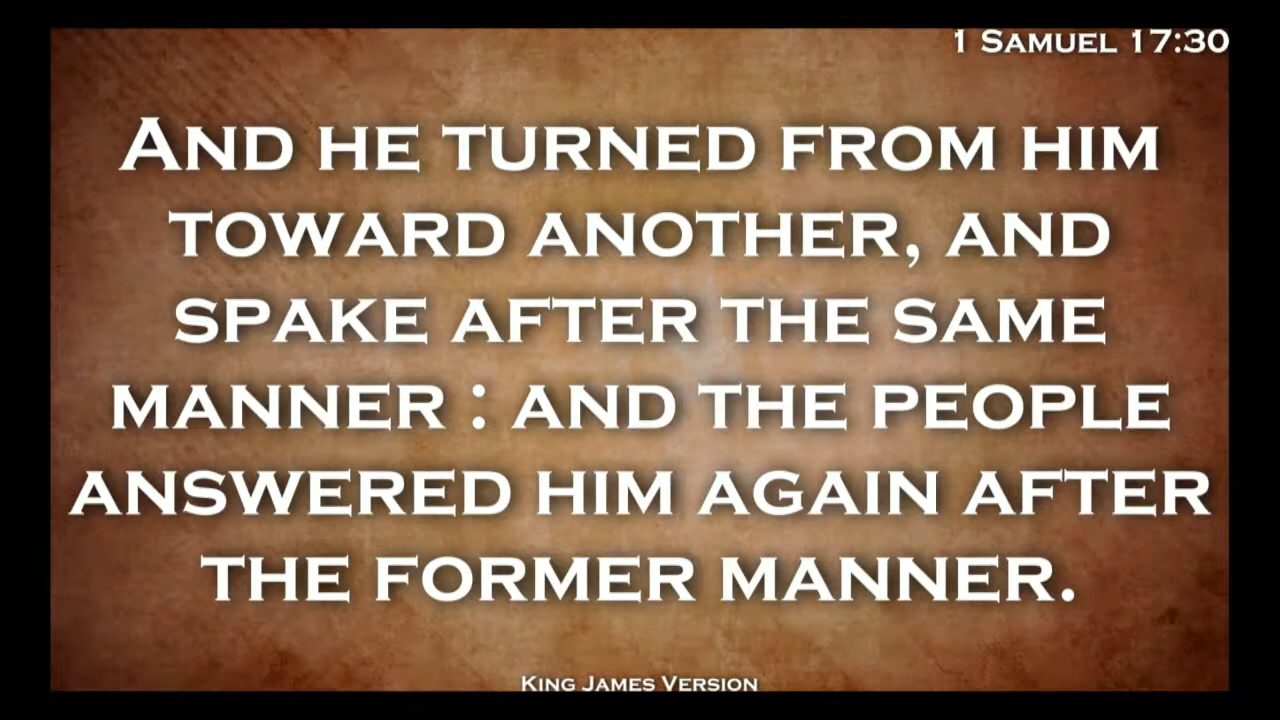 1 Samuel 17:30
And he turned from him
toward another, and
spake after the same
manner : and the people
answered him again after
the former manner.
King James Version